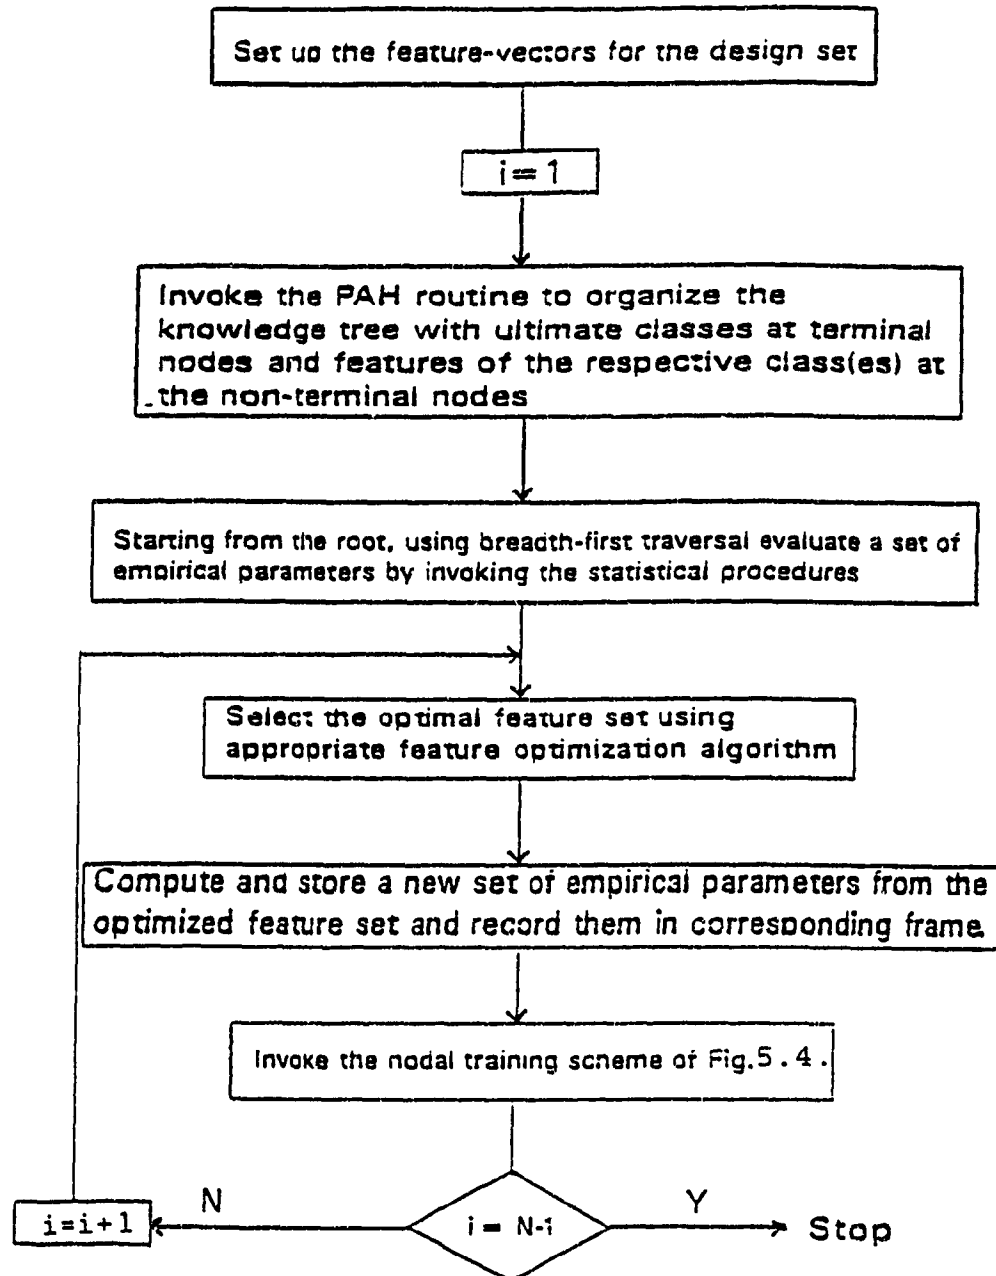 Set up the feature-vectors for the design set
i = 1
Invoke the PAH routine to organize the
knowledge tree with ultimate classes at terminal
nodes and features of the respective class(es) at
the non-terminal nodes
Starting from the root, using breadth-first traversal evaluate a set of
empirical parameters by invoking the statistical procedures
Select the optimal feature set using
appropriate feature optimization algorithm
Compute and store a new set of empirical parameters from the
optimized feature set and record them in corresponding frame.
Invoke the nodal training scheme of Fig.5.4.
i=i+1
N
i = N-1
Y
Stop